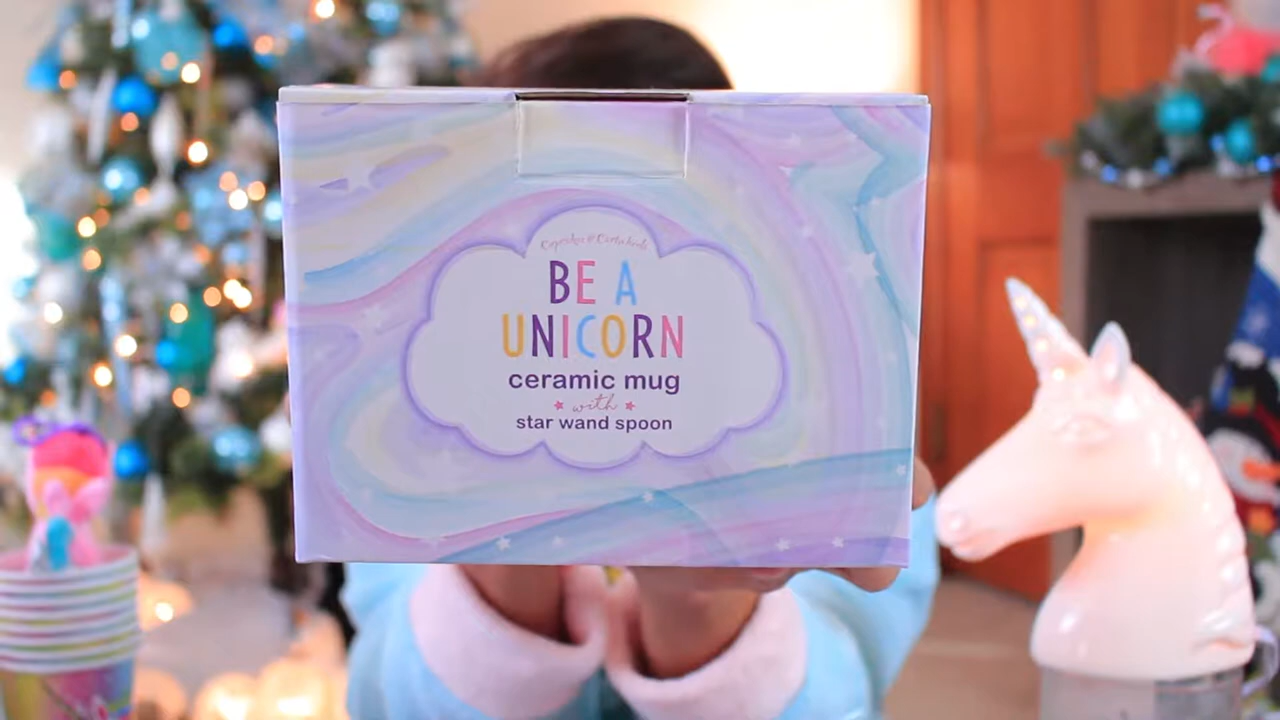 Cupcakes & Cartwheels
BE A
UNICORN
ceramic mug
with
star wand spoon